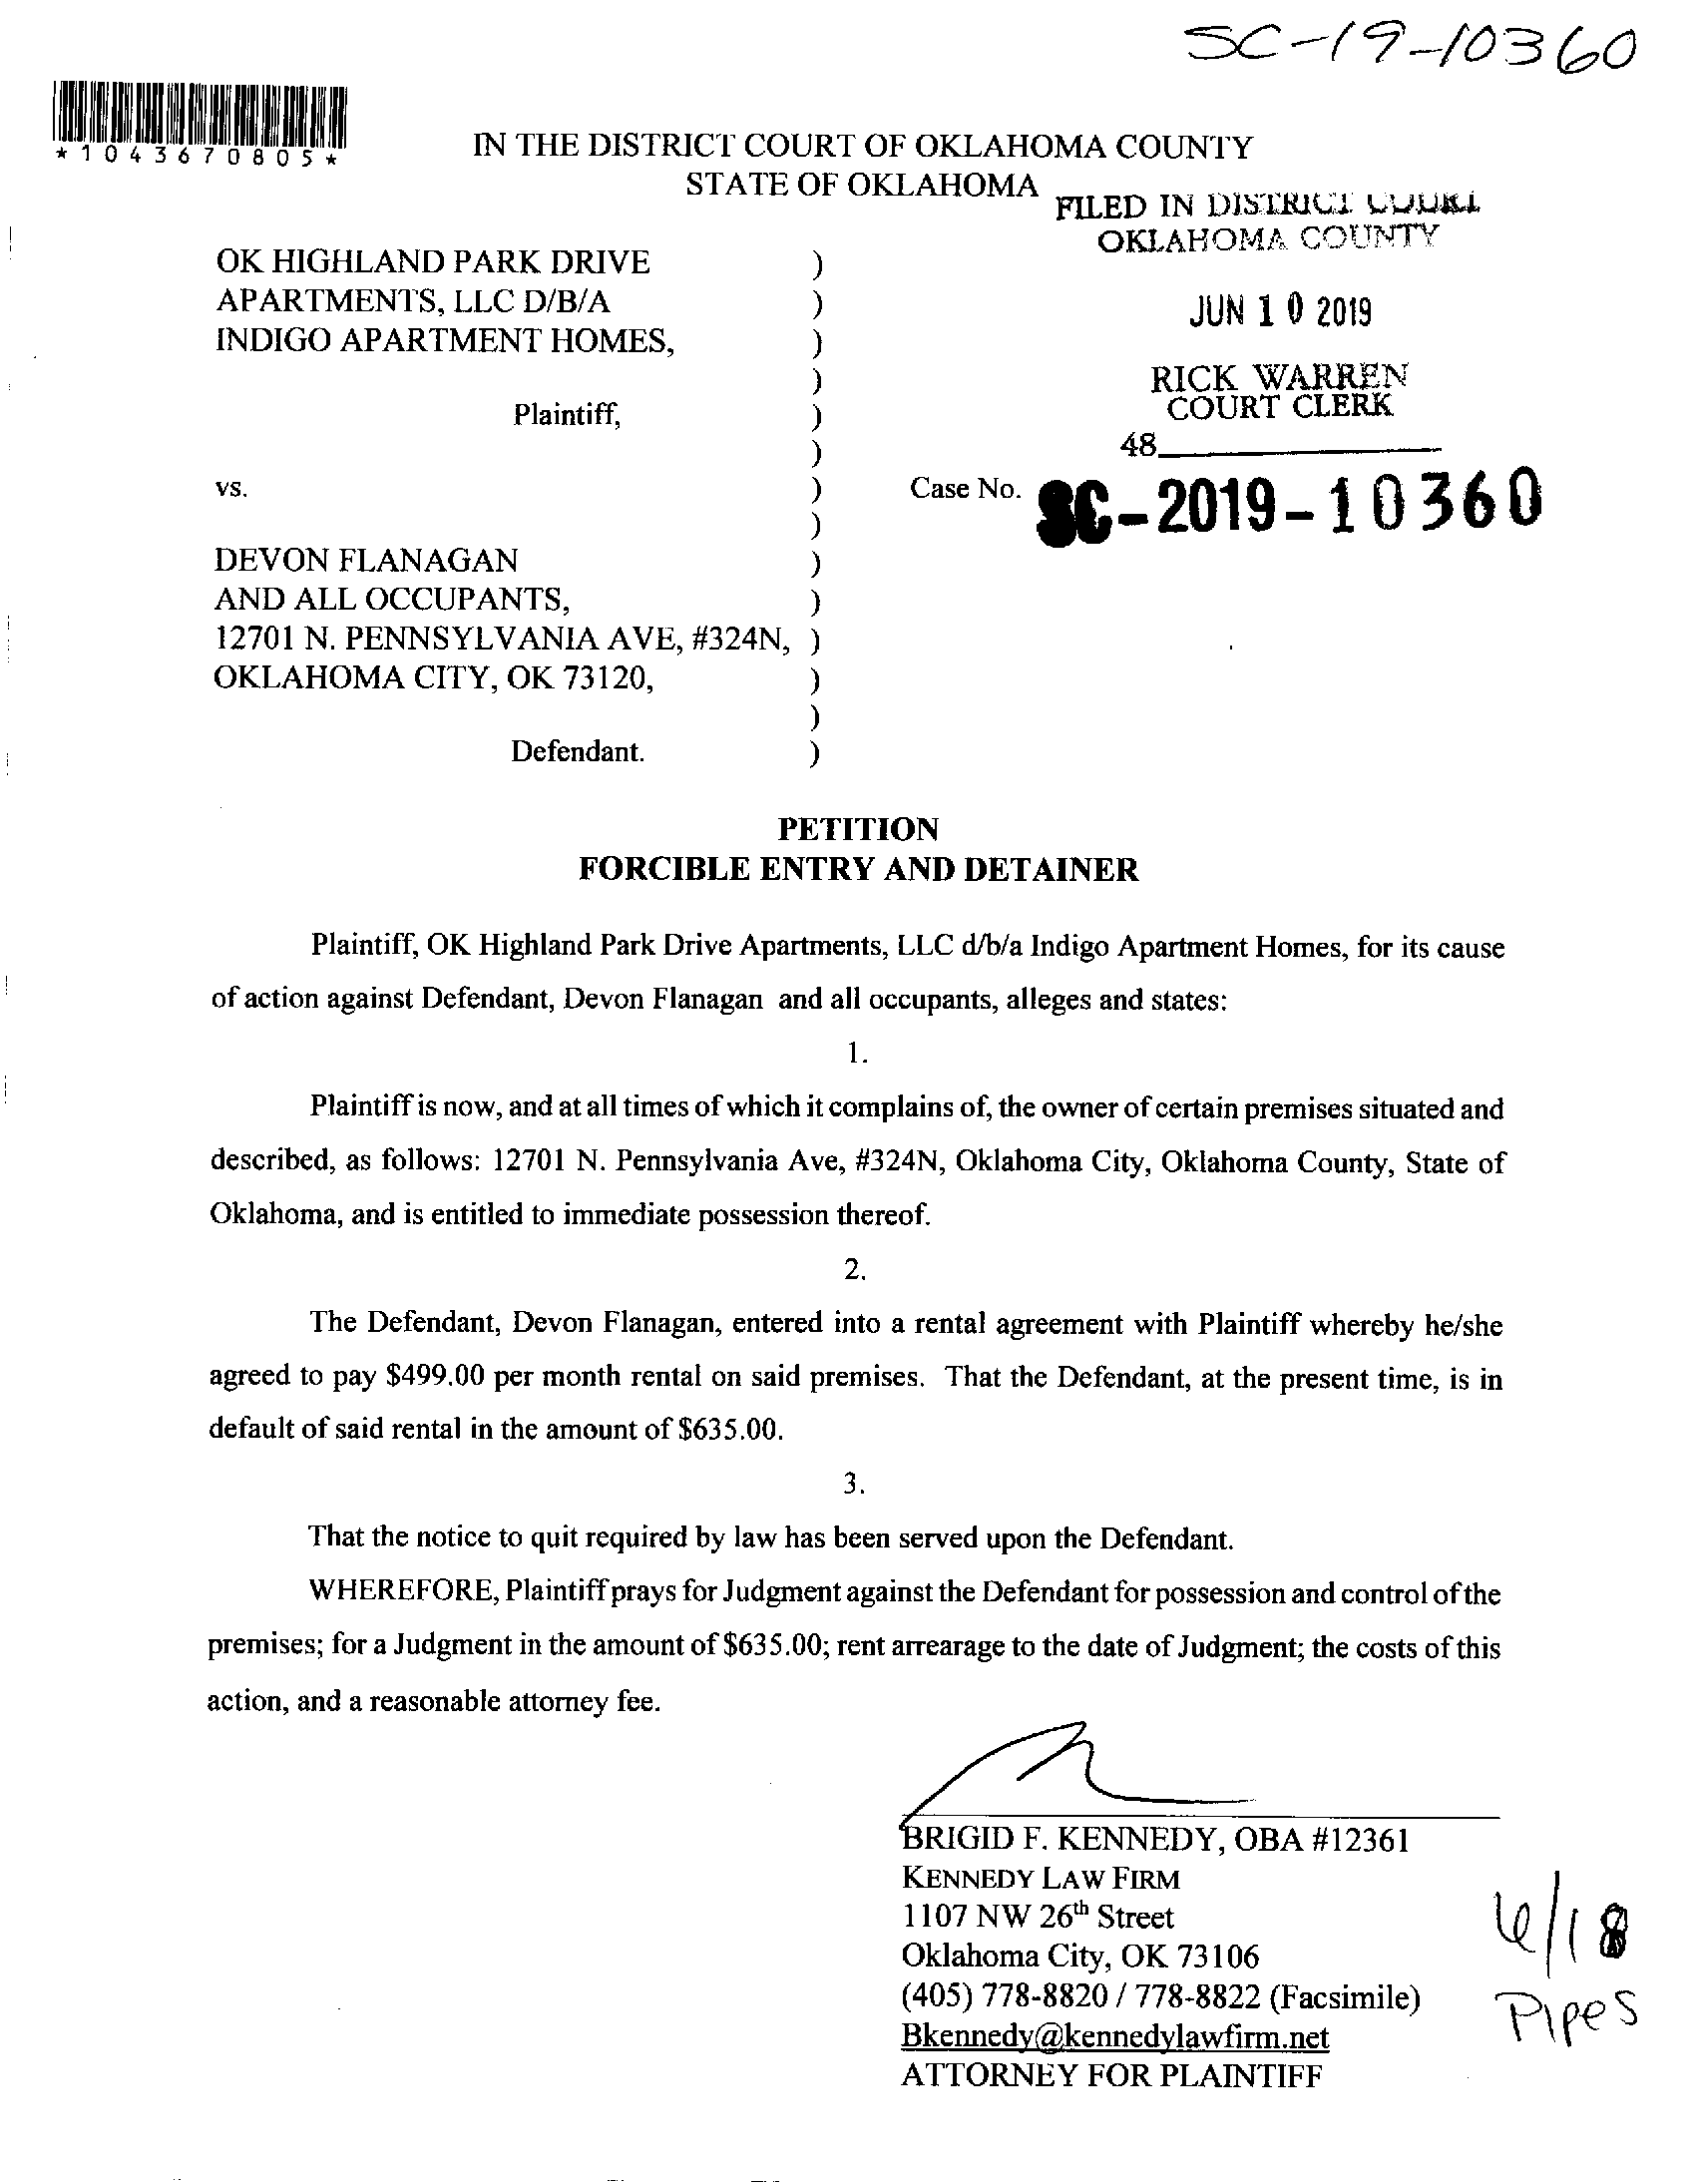 SC-19-10360
*1043670805*
IN THE DISTRICT COURT OF OKLAHOMA COUNTY
STATE OF OKLAHOMA
FILED IN DISTRICT COURT
OKLAHOMA COUNTY
JUN 10 2019
RICK WARREN
COURT CLERK
48
OK HIGHLAND PARK DRIVE )
APARTMENTS, LLC D/B/A )
INDIGO APARTMENT HOMES, )
)
Plaintiff, )
)
vs. ) Case No. SC-2019-10360
)
DEVON FLANAGAN )
AND ALL OCCUPANTS, )
12701 N. PENNSYLVANIA AVE, #324N, )
OKLAHOMA CITY, OK 73120, )
)
Defendant. )
PETITION
FORCIBLE ENTRY AND DETAINER
Plaintiff, OK Highland Park Drive Apartments, LLC d/b/a Indigo Apartment Homes, for its cause
of action against Defendant, Devon Flanagan and all occupants, alleges and states:
1.
Plaintiff is now, and at all times of which it complains of, the owner of certain premises situated and
described, as follows: 12701 N. Pennsylvania Ave, #324N, Oklahoma City, Oklahoma County, State of
Oklahoma, and is entitled to immediate possession thereof.
2.
The Defendant, Devon Flanagan, entered into a rental agreement with Plaintiff whereby he/she
agreed to pay $499.00 per month rental on said premises. That the Defendant, at the present time, is in
default of said rental in the amount of $635.00.
3.
That the notice to quit required by law has been served upon the Defendant.
WHEREFORE, Plaintiff prays for Judgment against the Defendant for possession and control of the
premises; for a Judgment in the amount of $635.00; rent arrearage to the date of Judgment; the costs of this
action, and a reasonable attorney fee.
BRIGID F. KENNEDY, OBA #12361
KENNEDY LAW FIRM
1107 NW 26th Street
Oklahoma City, OK 73106
(405) 778-8820 / 778-8822 (Facsimile)
Bkennedy@kennedylawfirm.net
ATTORNEY FOR PLAINTIFF
6/18
Pipes